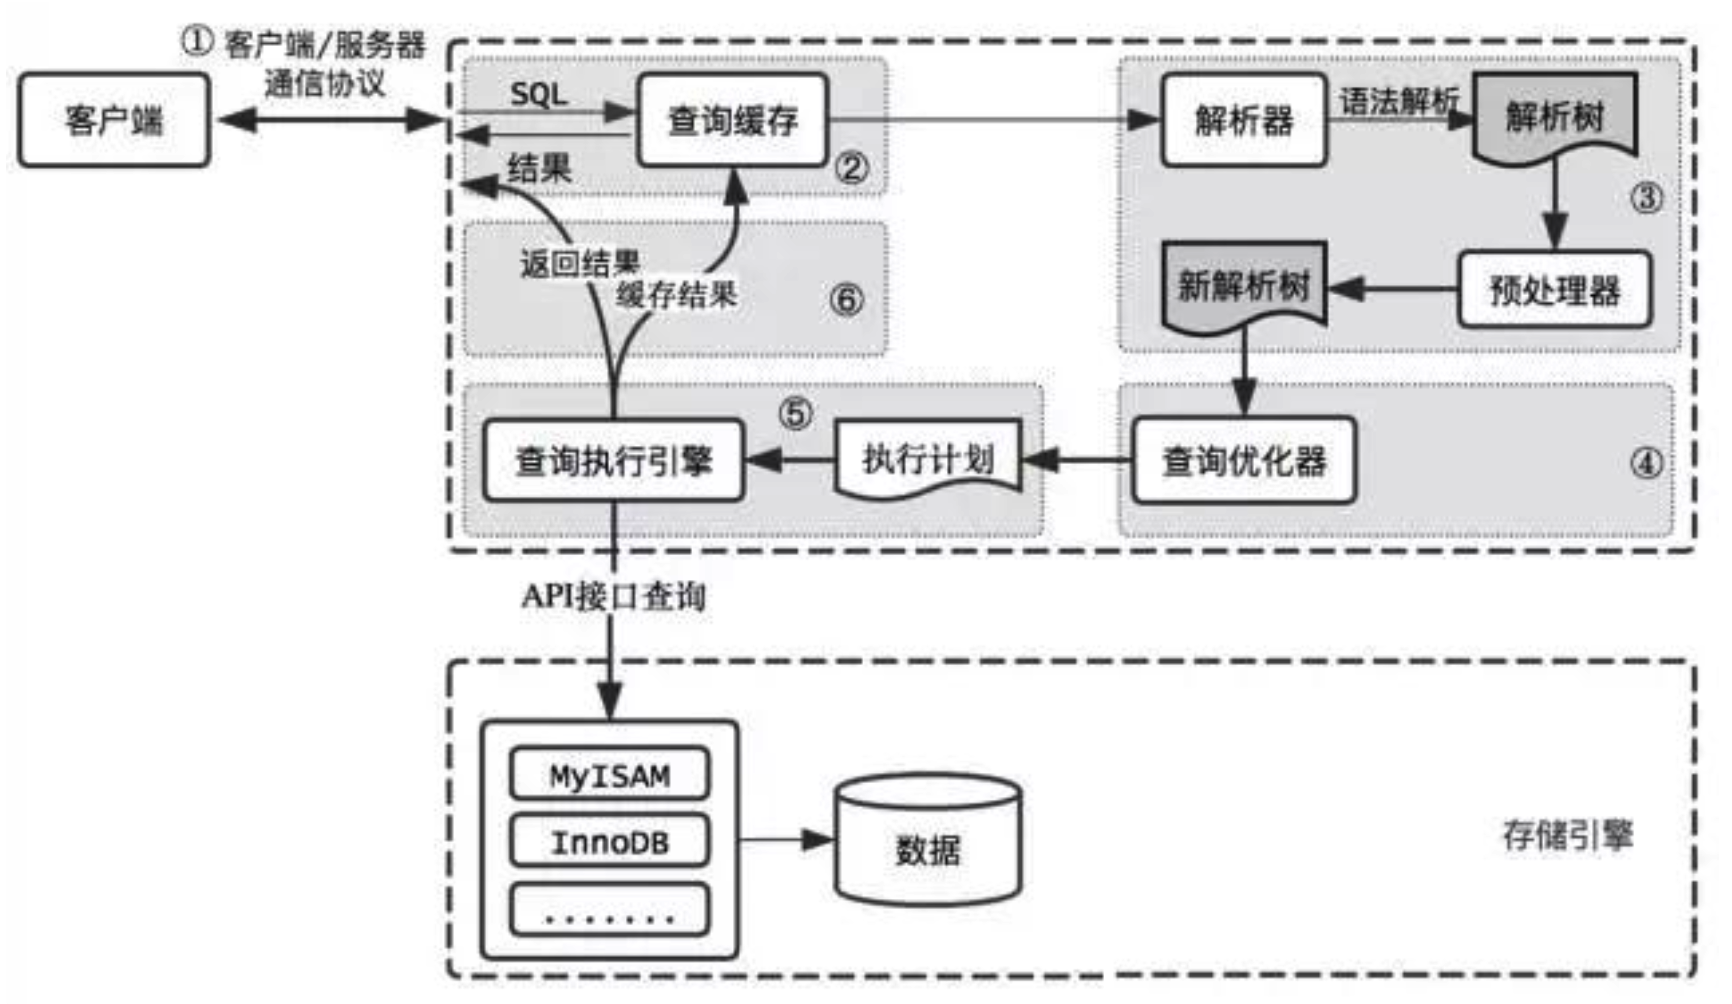 ① 客户端/服务器
通信协议
客户端
SQL
查询缓存
结果
②
解析器
语法解析
解析树
③
预处理器
新解析树
返回结果
缓存结果
⑥
⑤
查询执行引擎
执行计划
查询优化器
④
API接口查询
MyISAM
InnoDB
.......
数据
存储引擎